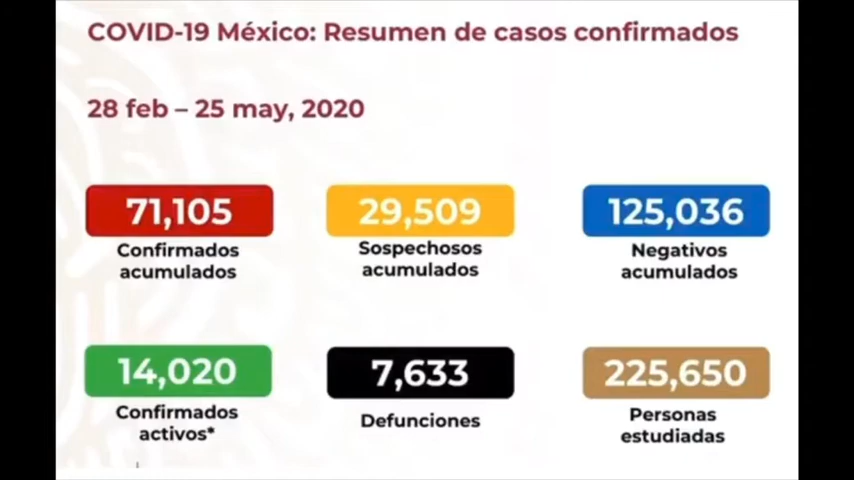 COVID-19 México: Resumen de casos confirmados
28 feb – 25 may, 2020
71,105
Confirmados
acumulados
29,509
Sospechosos
acumulados
125,036
Negativos
acumulados
14,020
Confirmados
activos*
7,633
Defunciones
225,650
Personas
estudiadas